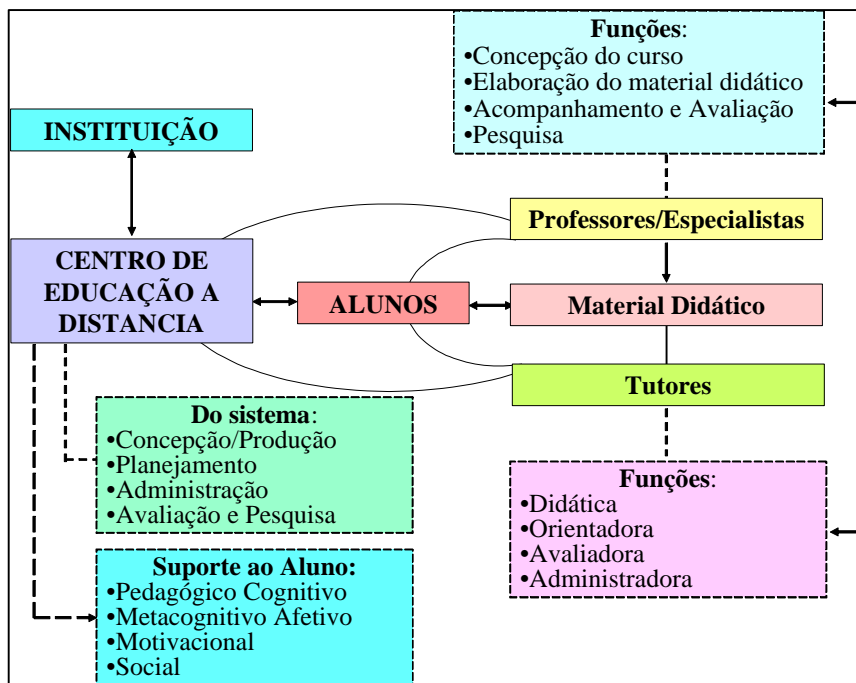 Funções:
•Concepção do curso
•Elaboração do material didático
•Acompanhamento e Avaliação
•Pesquisa
INSTITUIÇÃO
Professores/Especialistas
CENTRO DE
EDUCAÇÃO A
DISTANCIA
ALUNOS
Material Didático
Tutores
Do sistema:
•Concepção/Produção
•Planejamento
•Administração
•Avaliação e Pesquisa
Funções:
•Didática
•Orientadora
•Avaliadora
•Administradora
Suporte ao Aluno:
•Pedagógico Cognitivo
•Metacognitivo Afetivo
•Motivacional
•Social